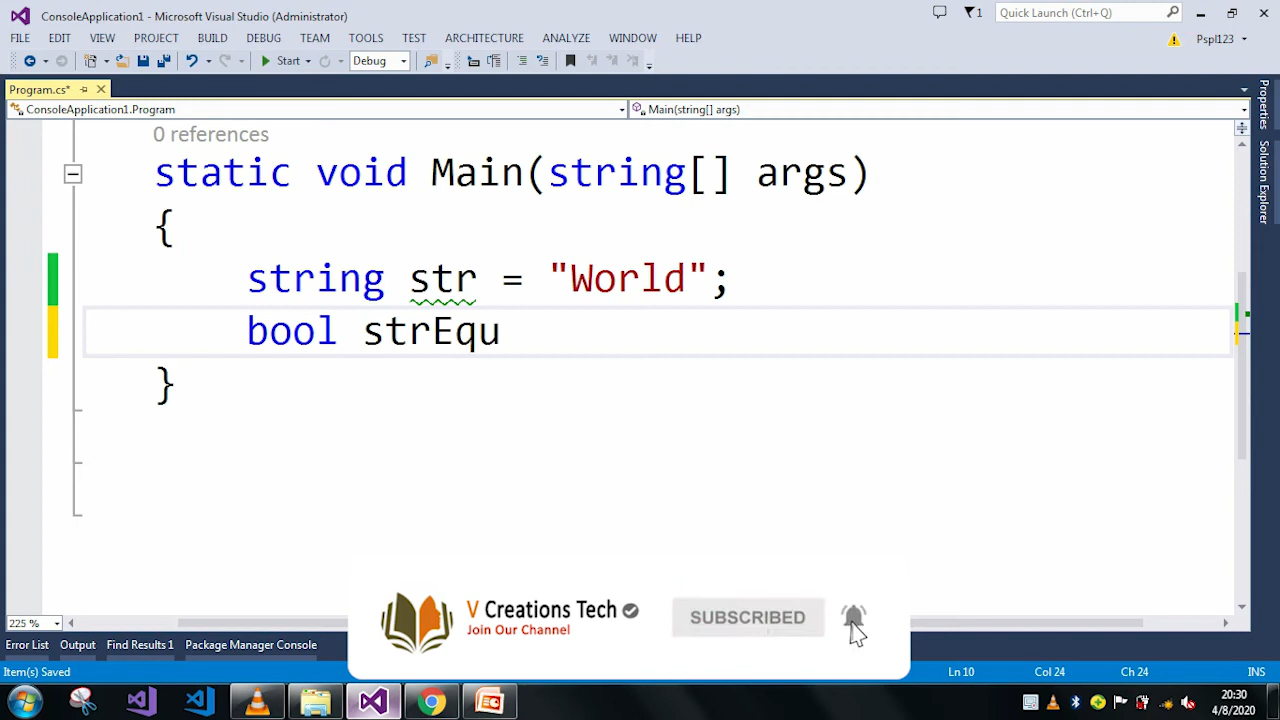 ConsoleApplication1 - Microsoft Visual Studio (Administrator)
1
Quick Launch (Ctrl+Q)
FILE EDIT VIEW PROJECT BUILD DEBUG TEAM TOOLS TEST ARCHITECTURE ANALYZE WINDOW HELP
Pspl123
Start
Debug
Program.cs*
ConsoleApplication1.Program
Main(string[] args)
Properties
Solution Explorer
0 references
static void Main(string[] args)
{
string str = "World";
bool strEqu
}
V Creations Tech
Join Our Channel
SUBSCRIBED
225 %
Error List Output Find Results 1 Package Manager Console
Item(s) Saved
Ln 10 Col 24 Ch 24 INS
20:30
4/8/2020